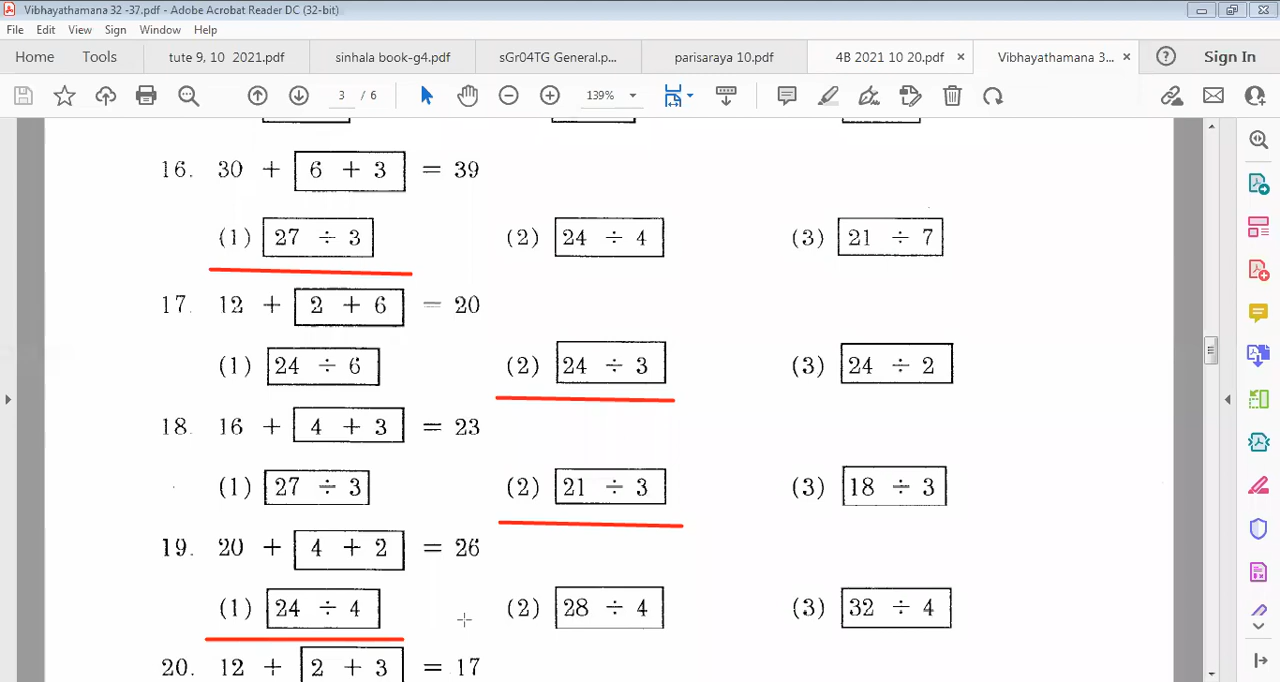 Vibhayathamana 32 -37.pdf - Adobe Acrobat Reader DC (32-bit)
File Edit View Sign Window Help
Home Tools tute 9, 10 2021.pdf sinhala book-g4.pdf sGr04TG General.p... parisaraya 10.pdf 4B 2021 10 20.pdf × Vibhayathamana 3... × Sign In
3 / 6 139%
16. 30 + 6 + 3 = 39
(1) 27 ÷ 3 (2) 24 ÷ 4 (3) 21 ÷ 7
17. 12 + 2 + 6 = 20
(1) 24 ÷ 6 (2) 24 ÷ 3 (3) 24 ÷ 2
18. 16 + 4 + 3 = 23
(1) 27 ÷ 3 (2) 21 ÷ 3 (3) 18 ÷ 3
19. 20 + 4 + 2 = 26
(1) 24 ÷ 4 (2) 28 ÷ 4 (3) 32 ÷ 4
20. 12 + 2 + 3 = 17